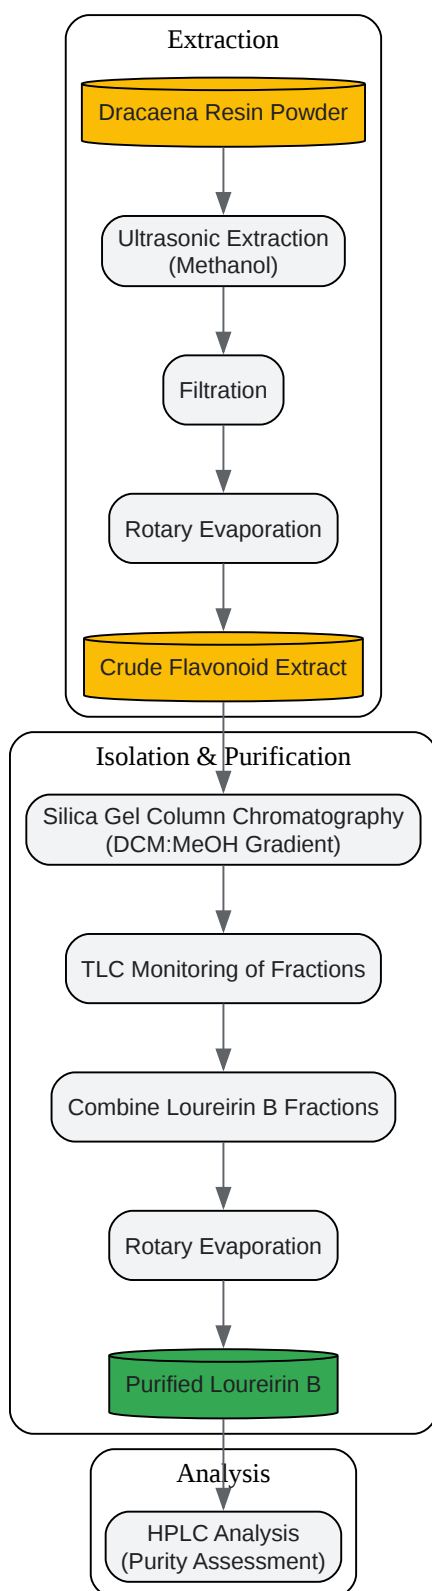 Extraction
Dracaena Resin Powder
Ultrasonic Extraction
(Methanol)
Filtration
Rotary Evaporation
Crude Flavonoid Extract
Isolation & Purification
Silica Gel Column Chromatography
(DCM:MeOH Gradient)
TLC Monitoring of Fractions
Combine Loureirin B Fractions
Rotary Evaporation
Purified Loureirin B
Analysis
HPLC Analysis
(Purity Assessment)